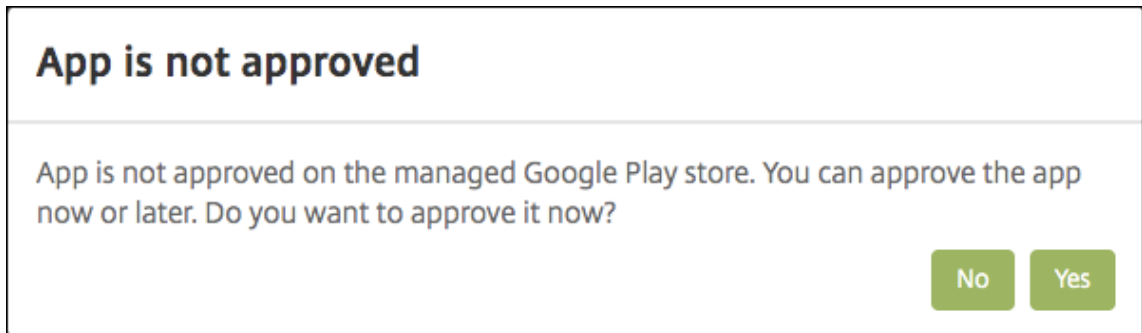 App is not approved
App is not approved on the managed Google Play store. You can approve the app
now or later. Do you want to approve it now?
No Yes